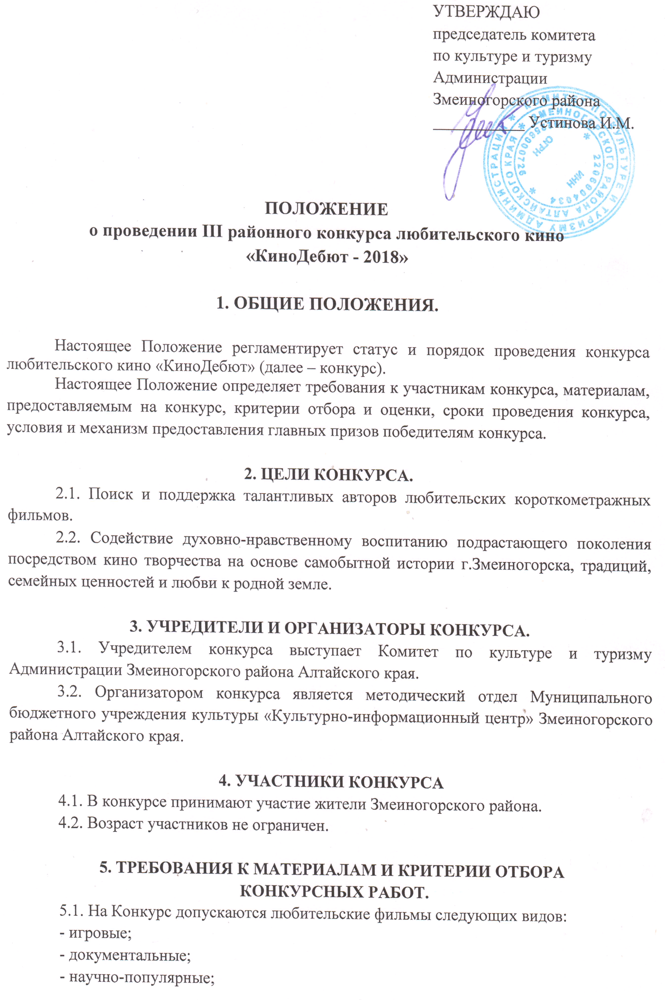 УТВЕРЖДАЮ
председатель комитета
по культуре и туризму
Администрации
Змеиногорского района
____________ Устинова И.М.
КОМИТЕТ ПО КУЛЬТУРЕ И ТУРИЗМУ АДМИНИСТРАЦИИ
ЗМЕИНОГОРСКОГО РАЙОНА АЛТАЙСКОГО КРАЯ
ОГРН
ИНН
2206004034
ПОЛОЖЕНИЕ
о проведении III районного конкурса любительского кино
«КиноДебют - 2018»
1. ОБЩИЕ ПОЛОЖЕНИЯ.
Настоящее Положение регламентирует статус и порядок проведения конкурса
любительского кино «КиноДебют» (далее – конкурс).
Настоящее Положение определяет требования к участникам конкурса, материалам,
предоставляемым на конкурс, критерии отбора и оценки, сроки проведения конкурса,
условия и механизм предоставления главных призов победителям конкурса.
2. ЦЕЛИ КОНКУРСА.
2.1. Поиск и поддержка талантливых авторов любительских короткометражных
фильмов.
2.2. Содействие духовно-нравственному воспитанию подрастающего поколения
посредством кино творчества на основе самобытной истории г.Змеиногорска, традиций,
семейных ценностей и любви к родной земле.
3. УЧРЕДИТЕЛИ И ОРГАНИЗАТОРЫ КОНКУРСА.
3.1. Учредителем конкурса выступает Комитет по культуре и туризму
Администрации Змеиногорского района Алтайского края.
3.2. Организатором конкурса является методический отдел Муниципального
бюджетного учреждения культуры «Культурно-информационный центр» Змеиногорского
района Алтайского края.
4. УЧАСТНИКИ КОНКУРСА
4.1. В конкурсе принимают участие жители Змеиногорского района.
4.2. Возраст участников не ограничен.
5. ТРЕБОВАНИЯ К МАТЕРИАЛАМ И КРИТЕРИИ ОТБОРА
КОНКУРСНЫХ РАБОТ.
5.1. На Конкурс допускаются любительские фильмы следующих видов:
- игровые;
- документальные;
- научно-популярные;